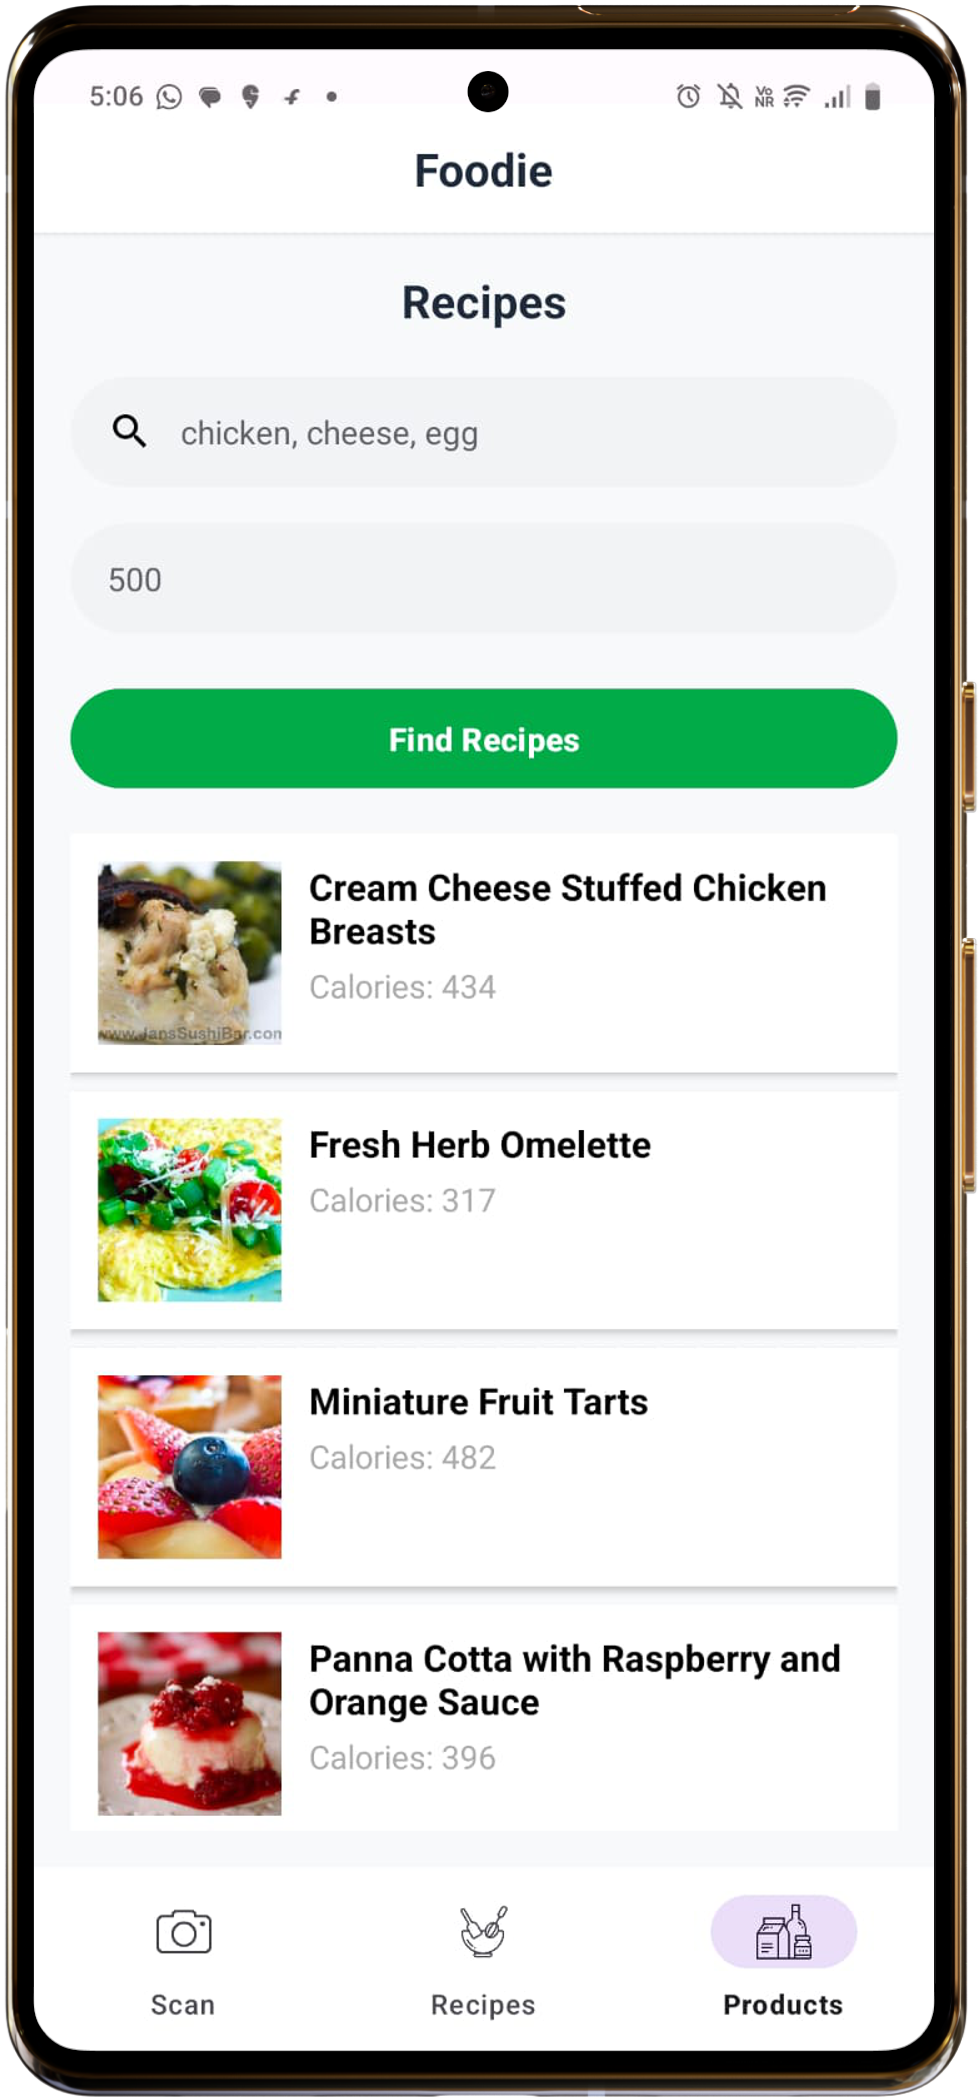 5:06
Vo
NR
Foodie
Recipes
chicken, cheese, egg
500
Find Recipes
Cream Cheese Stuffed Chicken
Breasts
Calories: 434
www.JansSushiBar.com
Fresh Herb Omelette
Calories: 317
Miniature Fruit Tarts
Calories: 482
Panna Cotta with Raspberry and
Orange Sauce
Calories: 396
Scan
Recipes
Products